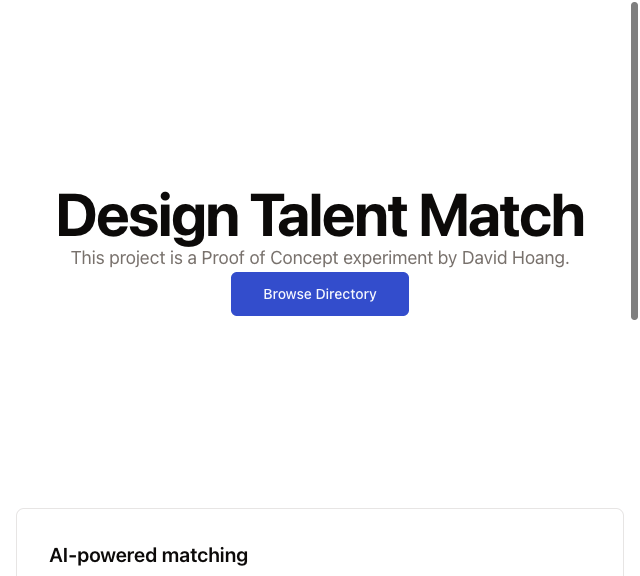 Design Talent Match
This project is a Proof of Concept experiment by David Hoang.
Browse Directory
AI-powered matching